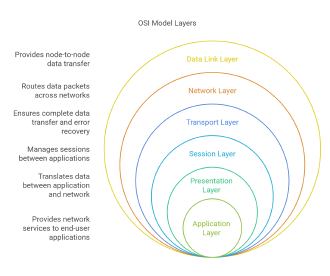 OSI Model Layers
Provides node-to-node
data transfer
Data Link Layer
Routes data packets
across networks
Network Layer
Ensures complete data
transfer and error
recovery
Transport Layer
Manages sessions
between applications
Session Layer
Translates data
between application
and network
Presentation
Layer
Provides network
services to end-user
applications
Application
Layer